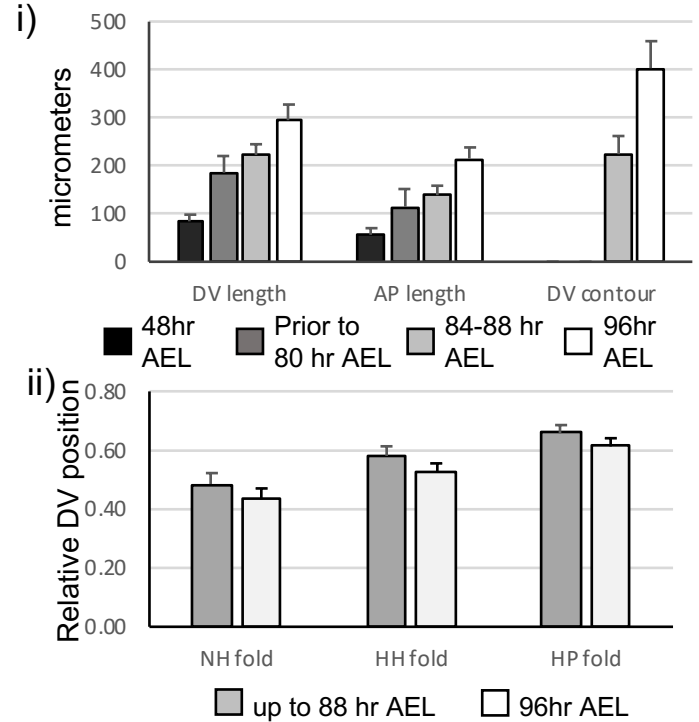 i)
500
400
300
200
100
0
micrometers
DV length AP length DV contour
48hr AEL
Prior to 80 hr AEL
84-88 hr AEL
96hr AEL
ii)
0.80
0.60
0.40
0.20
0.00
Relative DV position
NH fold HH fold HP fold
up to 88 hr AEL 96hr AEL